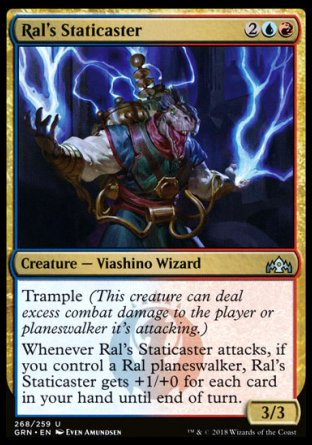 Ral's Staticaster 2
Creature — Viashino Wizard
Trample (This creature can deal
excess combat damage to the player or
planeswalker it's attacking.)
Whenever Ral's Staticaster attacks, if
you control a Ral planeswalker, Ral's
Staticaster gets +1/+0 for each card
in your hand until end of turn.
3/3
268/259 U
GRN • EN Even Amundsen
™ & © 2018 Wizards of the Coast